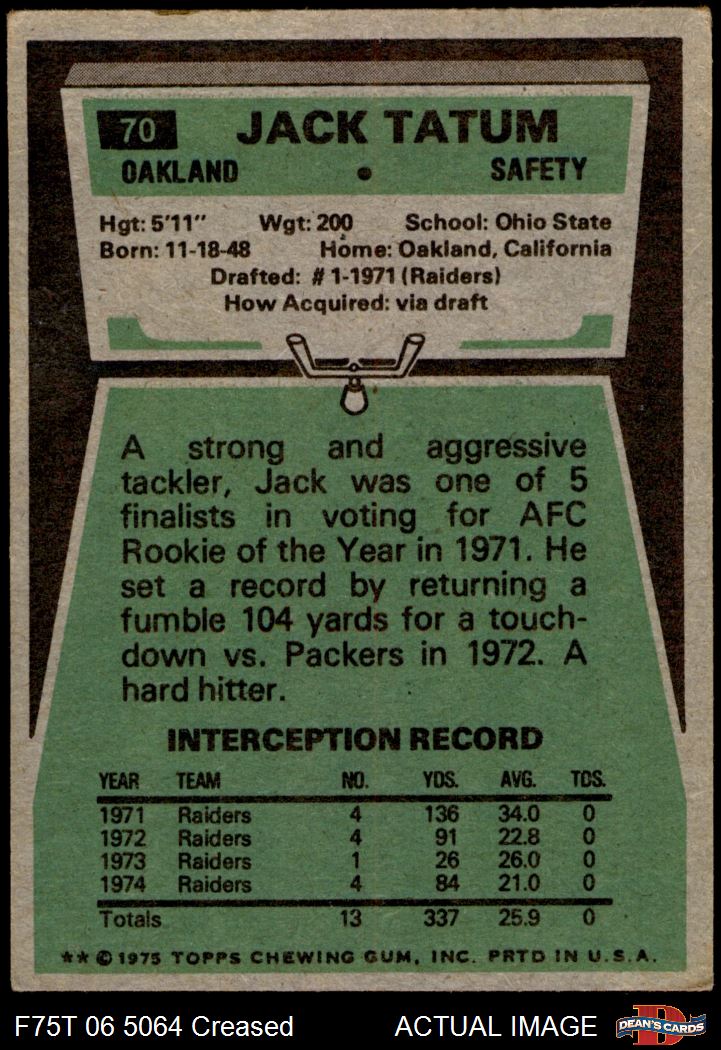 70 JACK TATUM
OAKLAND • SAFETY
Hgt: 5'11" Wgt: 200 School: Ohio State
Born: 11-18-48 Home: Oakland, California
Drafted: #1-1971 (Raiders)
How Acquired: via draft
A strong and aggressive
tackler, Jack was one of 5
finalists in voting for AFC
Rookie of the Year in 1971. He
set a record by returning a
fumble 104 yards for a touch-
down vs. Packers in 1972. A
hard hitter.
INTERCEPTION RECORD
YEAR TEAM NO. YDS. AVG. TDS.
1971 Raiders 4 136 34.0 0
1972 Raiders 4 91 22.8 0
1973 Raiders 1 26 26.0 0
1974 Raiders 4 84 21.0 0
Totals 13 337 25.9 0
** © 1975 TOPPS CHEWING GUM, INC. PRTD IN U.S.A.
F75T 06 5064 Creased ACTUAL IMAGE DEAN'S CARDS